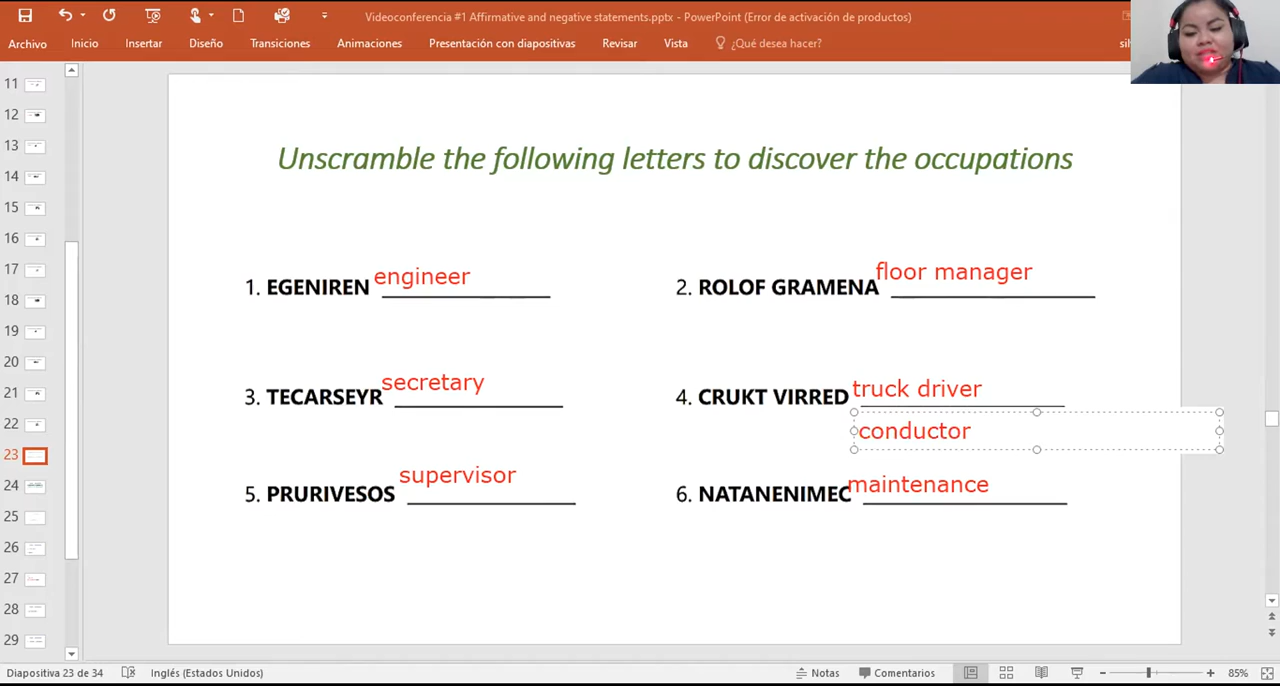 Videoconferencia #1 Affirmative and negative statements.pptx - PowerPoint (Error de activación de productos)
Archivo Inicio Insertar Diseño Transiciones Animaciones Presentación con diapositivas Revisar Vista ¿Qué desea hacer?
11
12
13
14
15
16
17
18
19
20
21
22
23
24
25
26
27
28
29
Unscramble the following letters to discover the occupations
1. EGENIREN engineer
2. ROLOF GRAMENA floor manager
3. TECARSEYR secretary
4. CRUKT VIRRED truck driver
conductor
5. PRURIVESOS supervisor
6. NATANENIMEC maintenance
Diapositiva 23 de 34 Inglés (Estados Unidos) Notas Comentarios 85%